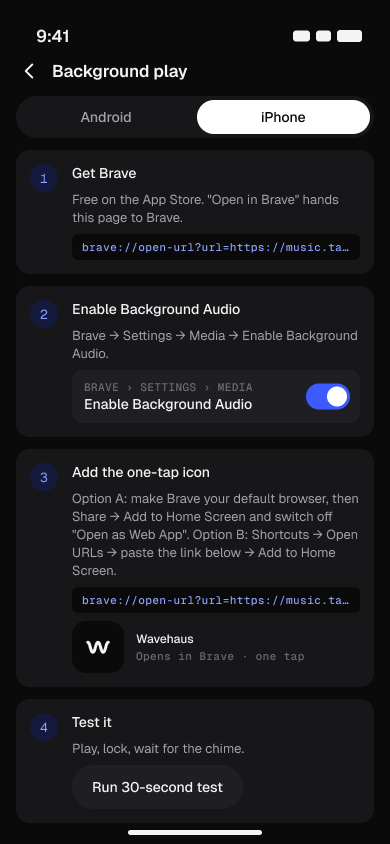 9:41
Background play
Android
iPhone
1
Get Brave
Free on the App Store. "Open in Brave" hands
this page to Brave.
brave://open-url?url=https://music.ta…
2
Enable Background Audio
Brave → Settings → Media → Enable Background
Audio.
BRAVE › SETTINGS › MEDIA
Enable Background Audio
3
Add the one-tap icon
Option A: make Brave your default browser, then
Share → Add to Home Screen and switch off
"Open as Web App". Option B: Shortcuts → Open
URLs → paste the link below → Add to Home
Screen.
brave://open-url?url=https://music.ta…
w
Wavehaus
Opens in Brave · one tap
4
Test it
Play, lock, wait for the chime.
Run 30-second test